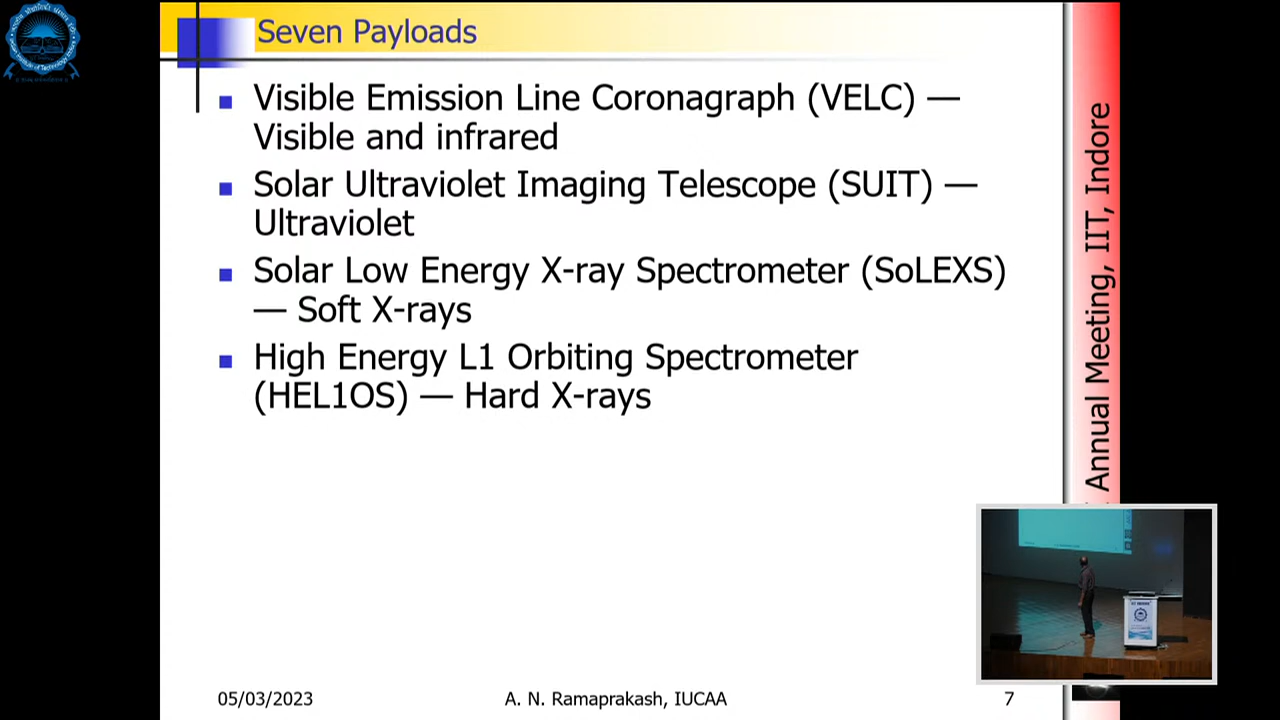 Seven Payloads
Visible Emission Line Coronagraph (VELC) —
Visible and infrared
Solar Ultraviolet Imaging Telescope (SUIT) —
Ultraviolet
Solar Low Energy X-ray Spectrometer (SoLEXS)
— Soft X-rays
High Energy L1 Orbiting Spectrometer
(HEL1OS) — Hard X-rays
Annual Meeting, IIT, Indore
05/03/2023
A. N. Ramaprakash, IUCAA
7